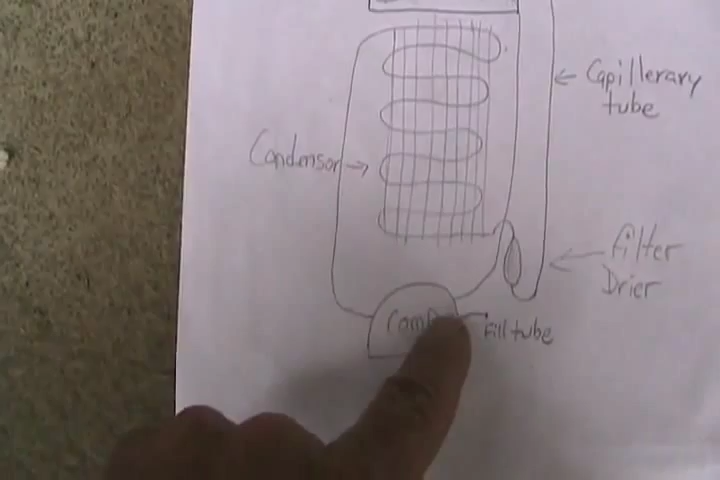 Capillerary
tube
Condensor
filter
Drier
Fill tube